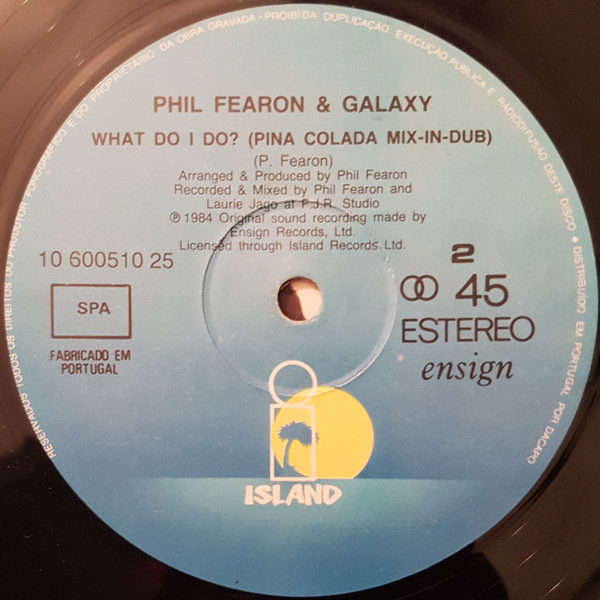 RESERVADOS TODOS OS DIREITOS DO PRODUTOR FONOGRÁFICO E DO PROPRIETÁRIO DA OBRA GRAVADA-PROIBIDA DUPLICAÇÃO, EXECUÇÃO PUBLICA E RADIODIFUSÃO DESTE DISCO • DISTRIBUIDO EM PORTUGAL POR DACAPO
PHIL FEARON & GALAXY
WHAT DO I DO? (PINA COLADA MIX-IN-DUB)
(P. Fearon)
Arranged & Produced by Phil Fearon
Recorded & Mixed by Phil Fearon and
Laurie Jago at P.J.R. Studio
℗ 1984 Original sound recording made by
Ensign Records, Ltd.
Licensed through Island Records Ltd.
10 600510 25
2
SPA
45
FABRICADO EM
PORTUGAL
ESTEREO
ensign
ISLAND